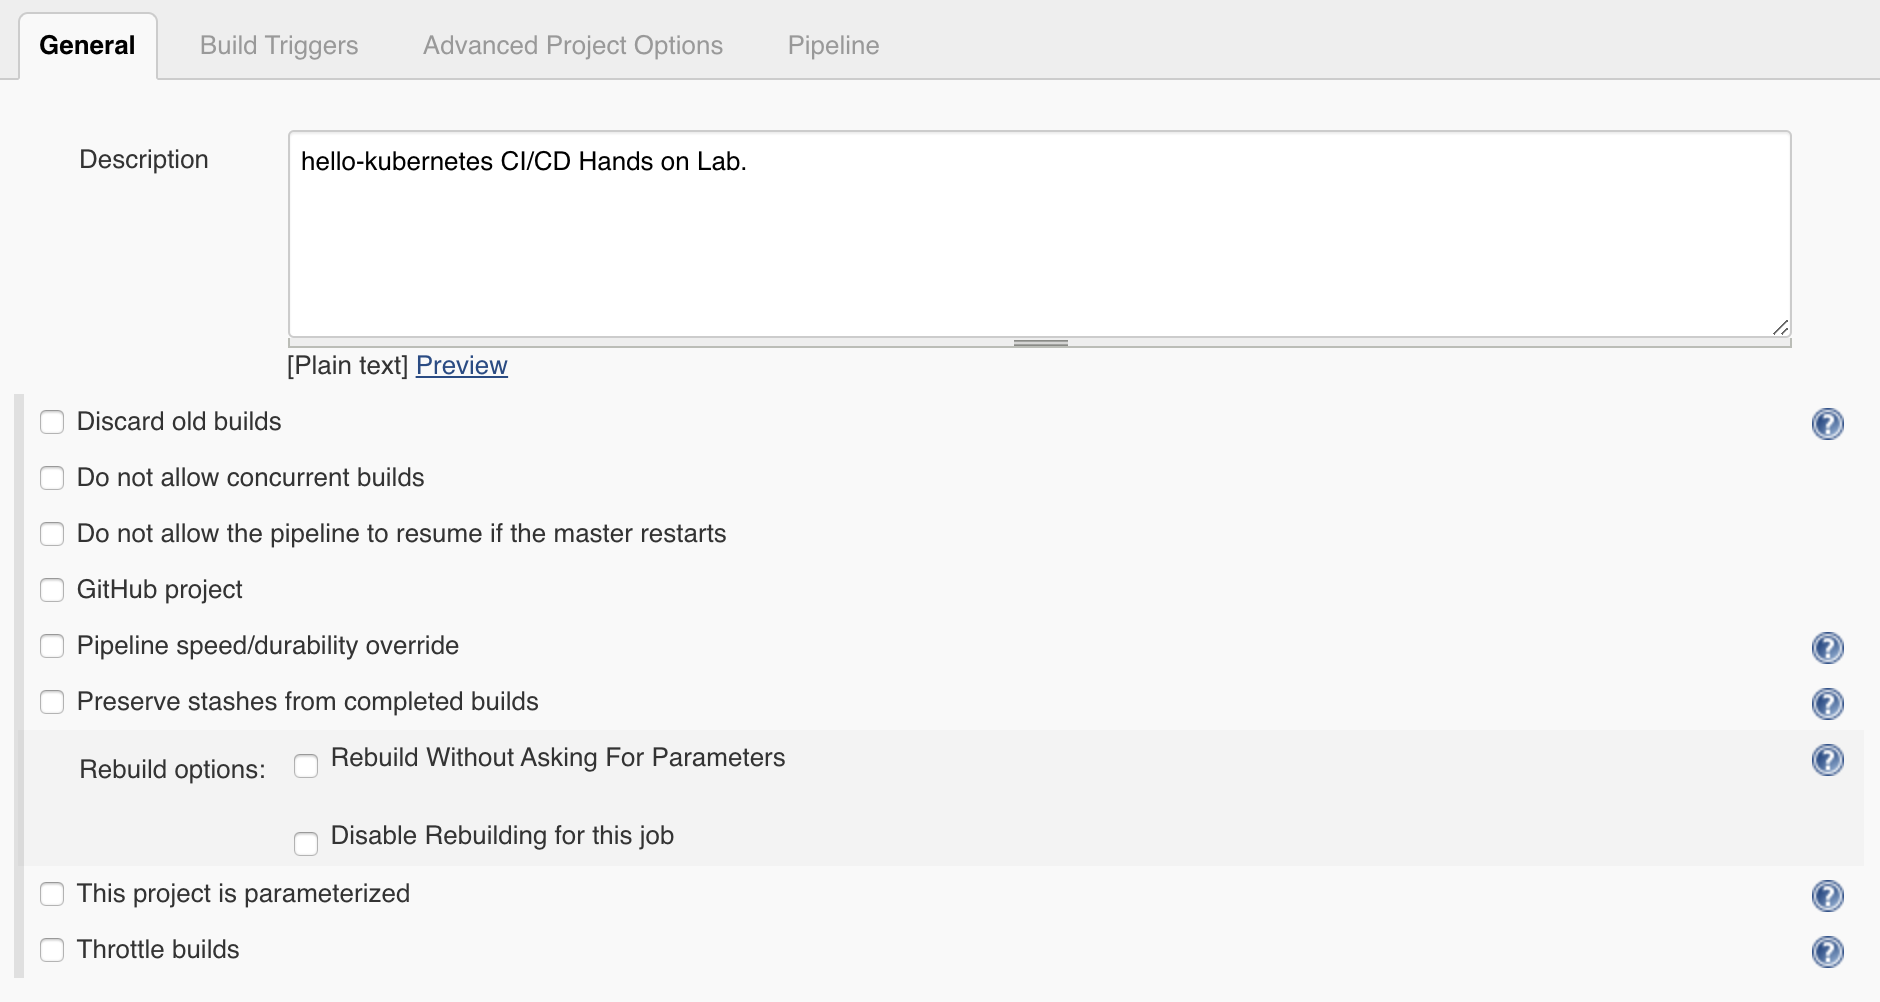 General Build Triggers Advanced Project Options Pipeline
Description
hello-kubernetes CI/CD Hands on Lab.
[Plain text] Preview
Discard old builds ?
Do not allow concurrent builds
Do not allow the pipeline to resume if the master restarts
GitHub project
Pipeline speed/durability override ?
Preserve stashes from completed builds ?
Rebuild options: Rebuild Without Asking For Parameters ?
Disable Rebuilding for this job
This project is parameterized ?
Throttle builds ?